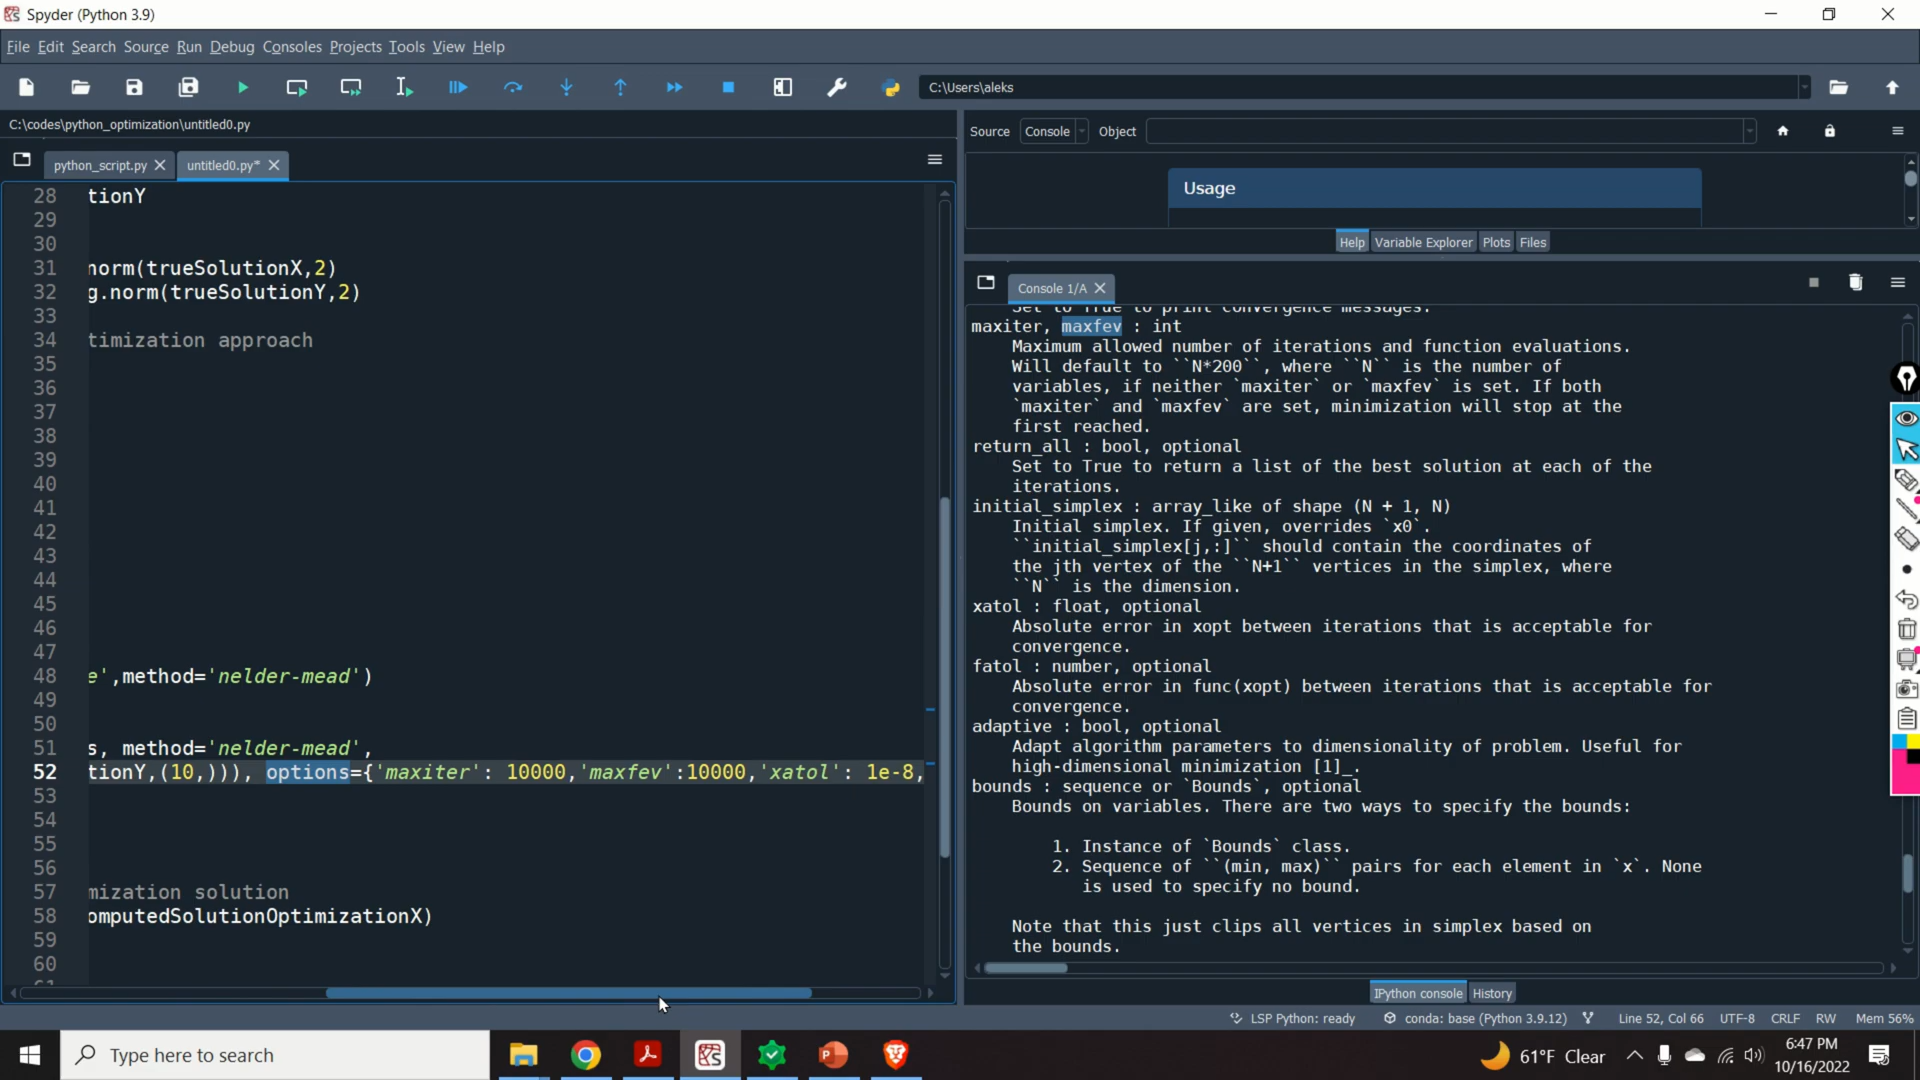 Spyder (Python 3.9)
File Edit Search Source Run Debug Consoles Projects Tools View Help
C:\Users\aleks
C:\codes\python_optimization\untitled0.py
python_script.py
untitled0.py*
28 tionY
29
30
31 norm(trueSolutionX,2)
32 g.norm(trueSolutionY,2)
33
34 timization approach
35
36
37
38
39
40
41
42
43
44
45
46
47
48 e',method='nelder-mead')
49
50
51 s, method='nelder-mead',
52 tionY,(10,))), options={'maxiter': 10000,'maxfev':10000,'xatol': 1e-8,
53
54
55
56
57 mization solution
58 omputedSolutionOptimizationX)
59
60
61
Source Console Object
Usage
Help Variable Explorer Plots Files
Console 1/A
Set to True to print convergence messages.
maxiter, maxfev : int
Maximum allowed number of iterations and function evaluations.
Will default to ``N*200``, where ``N`` is the number of
variables, if neither `maxiter` or `maxfev` is set. If both
`maxiter` and `maxfev` are set, minimization will stop at the
first reached.
return_all : bool, optional
Set to True to return a list of the best solution at each of the
iterations.
initial_simplex : array_like of shape (N + 1, N)
Initial simplex. If given, overrides `x0`.
``initial_simplex[j,:]`` should contain the coordinates of
the jth vertex of the ``N+1`` vertices in the simplex, where
``N`` is the dimension.
xatol : float, optional
Absolute error in xopt between iterations that is acceptable for
convergence.
fatol : number, optional
Absolute error in func(xopt) between iterations that is acceptable for
convergence.
adaptive : bool, optional
Adapt algorithm parameters to dimensionality of problem. Useful for
high-dimensional minimization [1]_.
bounds : sequence or `Bounds`, optional
Bounds on variables. There are two ways to specify the bounds:
1. Instance of `Bounds` class.
2. Sequence of ``(min, max)`` pairs for each element in `x`. None
is used to specify no bound.
Note that this just clips all vertices in simplex based on
the bounds.
IPython console History
LSP Python: ready conda: base (Python 3.9.12) Line 52, Col 66 UTF-8 CRLF RW Mem 56%
Type here to search
61°F Clear
6:47 PM
10/16/2022